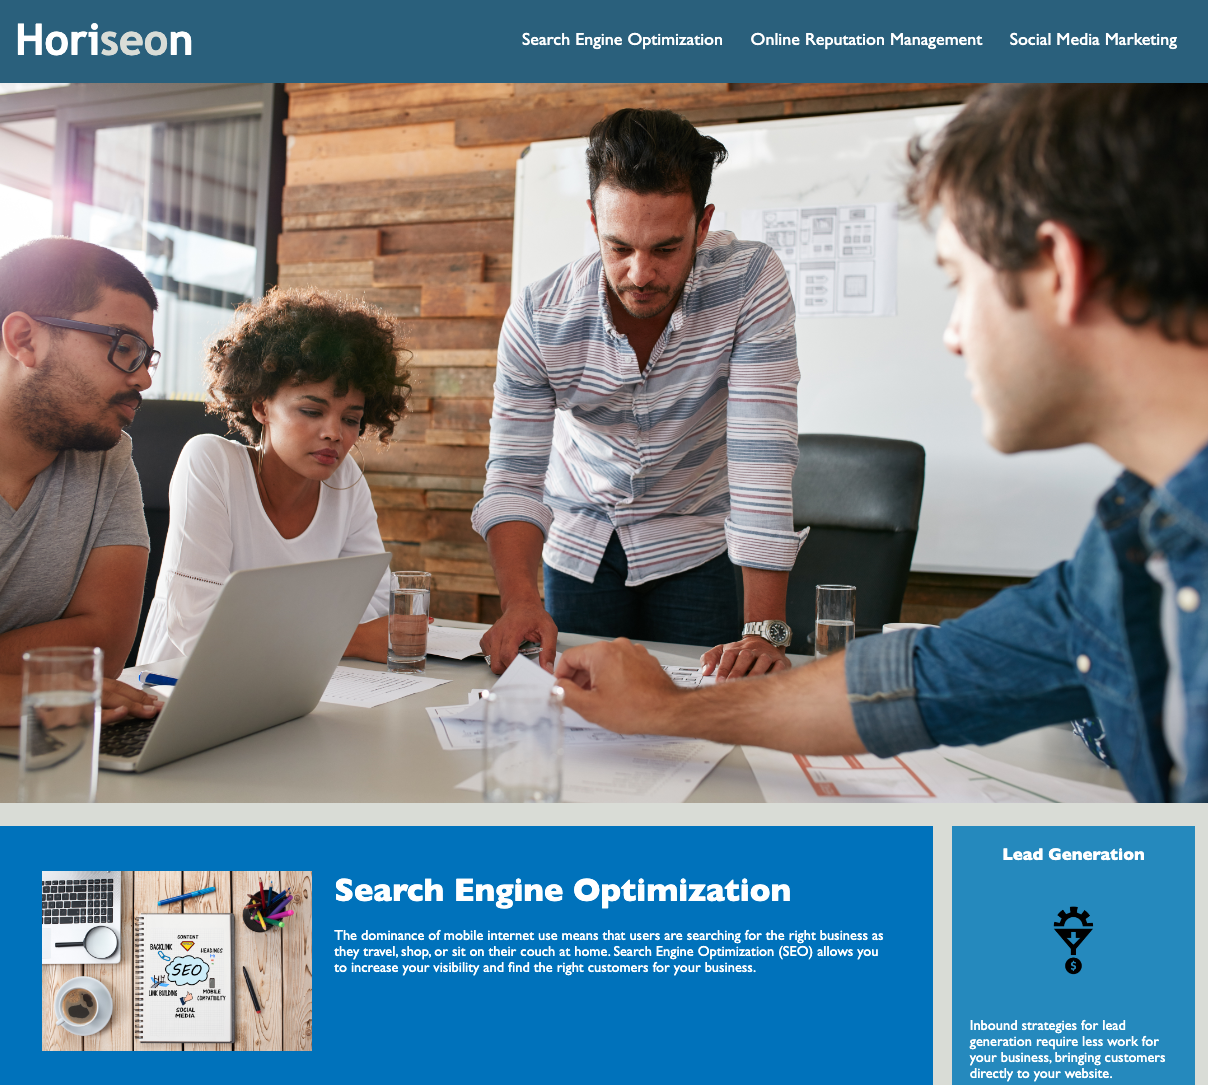 Horiseon
Search Engine Optimization
Online Reputation Management
Social Media Marketing
Search Engine Optimization
The dominance of mobile internet use means that users are searching for the right business as
they travel, shop, or sit on their couch at home. Search Engine Optimization (SEO) allows you
to increase your visibility and find the right customers for your business.
CONTENT
BACKLINK
HEADINGS
SEO
LINK BUILDING
MOBILE
COMPATIBILITY
SOCIAL
MEDIA
Lead Generation
$
Inbound strategies for lead
generation require less work for
your business, bringing customers
directly to your website.